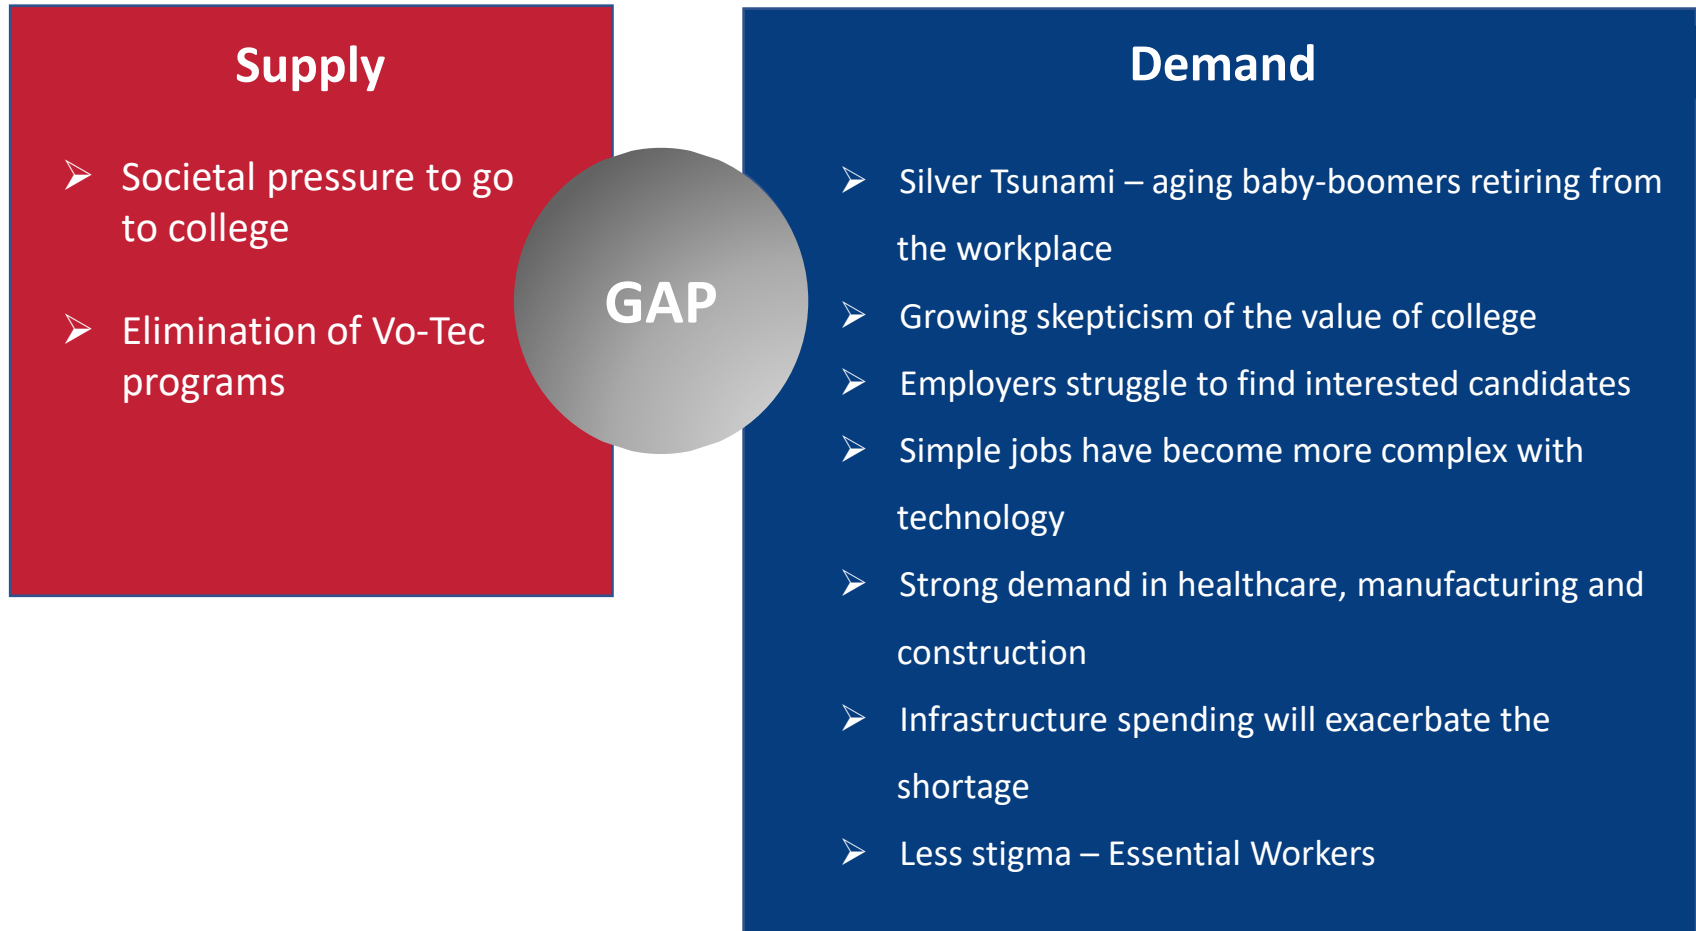 Supply
➢ Societal pressure to go
to college
➢ Elimination of Vo-Tec
programs
GAP
Demand
➢ Silver Tsunami – aging baby-boomers retiring from
the workplace
➢ Growing skepticism of the value of college
➢ Employers struggle to find interested candidates
➢ Simple jobs have become more complex with
technology
➢ Strong demand in healthcare, manufacturing and
construction
➢ Infrastructure spending will exacerbate the
shortage
➢ Less stigma – Essential Workers